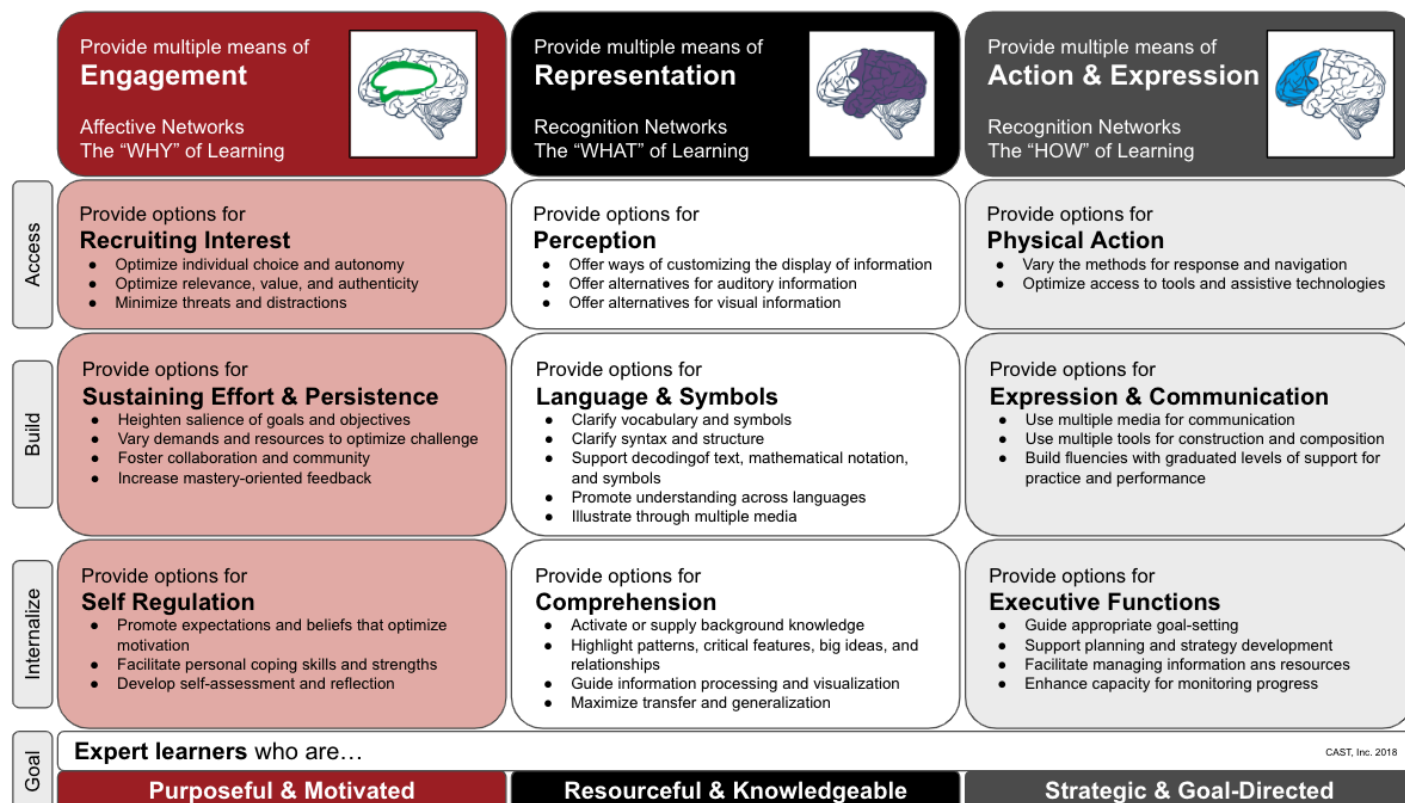 Provide multiple means of
Engagement
Affective Networks
The “WHY” of Learning
Provide multiple means of
Representation
Recognition Networks
The “WHAT” of Learning
Provide multiple means of
Action & Expression
Recognition Networks
The “HOW” of Learning
Access
Provide options for
Recruiting Interest
● Optimize individual choice and autonomy
● Optimize relevance, value, and authenticity
● Minimize threats and distractions
Provide options for
Perception
● Offer ways of customizing the display of information
● Offer alternatives for auditory information
● Offer alternatives for visual information
Provide options for
Physical Action
● Vary the methods for response and navigation
● Optimize access to tools and assistive technologies
Build
Provide options for
Sustaining Effort & Persistence
● Heighten salience of goals and objectives
● Vary demands and resources to optimize challenge
● Foster collaboration and community
● Increase mastery-oriented feedback
Provide options for
Language & Symbols
● Clarify vocabulary and symbols
● Clarify syntax and structure
● Support decodingof text, mathematical notation,
and symbols
● Promote understanding across languages
● Illustrate through multiple media
Provide options for
Expression & Communication
● Use multiple media for communication
● Use multiple tools for construction and composition
● Build fluencies with graduated levels of support for
practice and performance
Internalize
Provide options for
Self Regulation
● Promote expectations and beliefs that optimize
motivation
● Facilitate personal coping skills and strengths
● Develop self-assessment and reflection
Provide options for
Comprehension
● Activate or supply background knowledge
● Highlight patterns, critical features, big ideas, and
relationships
● Guide information processing and visualization
● Maximize transfer and generalization
Provide options for
Executive Functions
● Guide appropriate goal-setting
● Support planning and strategy development
● Facilitate managing information ans resources
● Enhance capacity for monitoring progress
Goal
Expert learners who are…
CAST, Inc. 2018
Purposeful & Motivated
Resourceful & Knowledgeable
Strategic & Goal-Directed